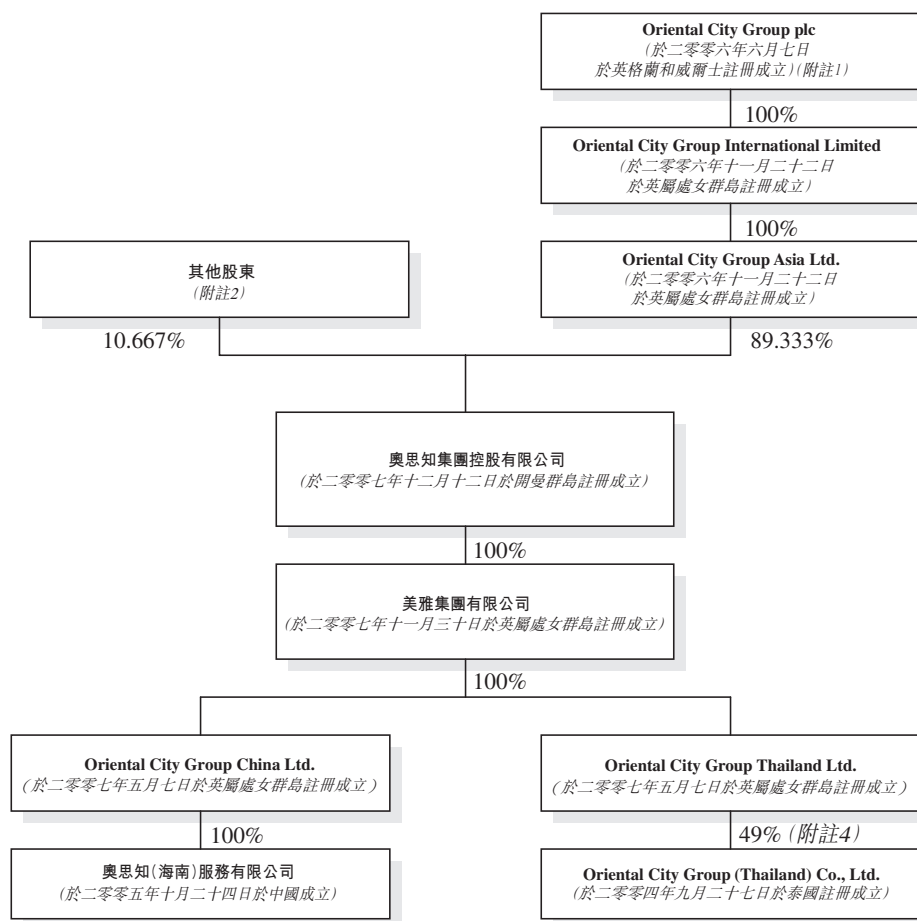 Oriental City Group plc
(於二零零六年六月七日
於英格蘭和威爾士註冊成立)(附註1)
100%
Oriental City Group International Limited
(於二零零六年十一月二十二日
於英屬處女群島註冊成立)
100%
其他股東
(附註2)
Oriental City Group Asia Ltd.
(於二零零六年十一月二十二日
於英屬處女群島註冊成立)
10.667%
89.333%
奧思知集團控股有限公司
(於二零零七年十二月十二日於開曼群島註冊成立)
100%
美雅集團有限公司
(於二零零七年十一月三十日於英屬處女群島註冊成立)
100%
Oriental City Group China Ltd.
(於二零零七年五月七日於英屬處女群島註冊成立)
Oriental City Group Thailand Ltd.
(於二零零七年五月七日於英屬處女群島註冊成立)
100%
49% (附註4)
奧思知(海南)服務有限公司
(於二零零五年十月二十四日於中國成立)
Oriental City Group (Thailand) Co., Ltd.
(於二零零四年九月二十七日於泰國註冊成立)